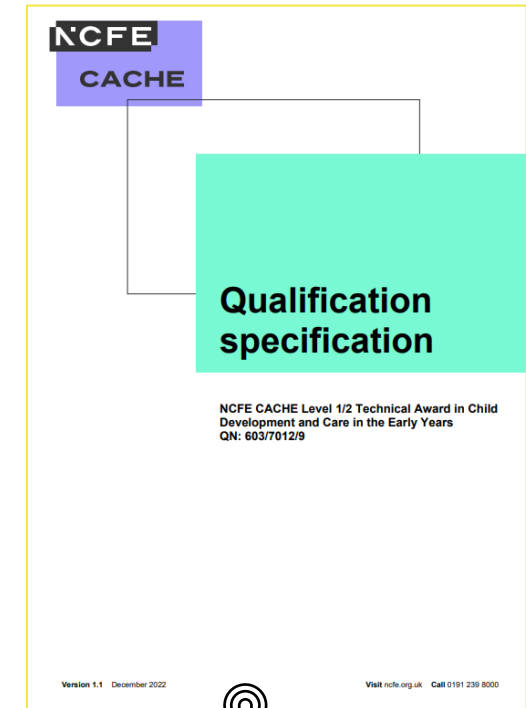 NCFE
CACHE
Qualification
specification
NCFE CACHE Level 1/2 Technical Award in Child
Development and Care in the Early Years
QN: 603/7012/9
Version 1.1 December 2022 Visit ncfe.org.uk Call 0191 239 8000